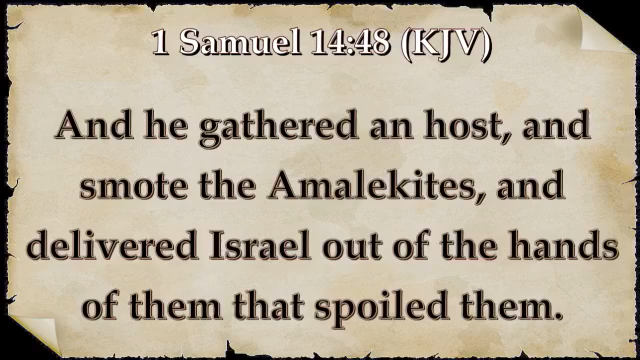 1 Samuel 14:48 (KJV)
And he gathered an host, and
smote the Amalekites, and
delivered Israel out of the hands
of them that spoiled them.